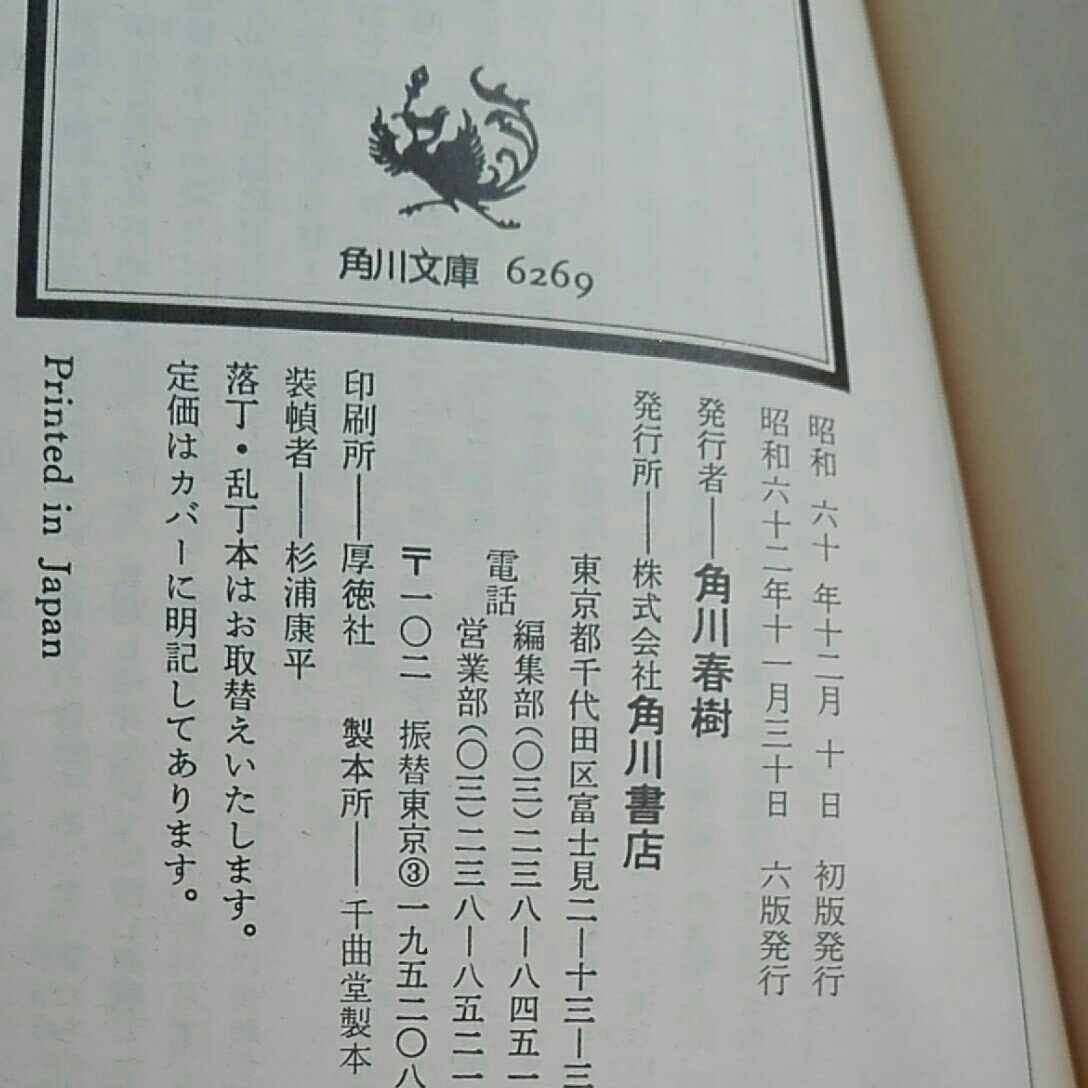 角川文庫 6269
昭和 六十 年十二月 十 日 初版発行
昭和六十二年十一月三十日 六版発行
発行者――角川春樹
発行所――株式会社角川書店
東京都千代田区富士見二―十三―三
電話
編集部(〇三)二三八―八四五一
営業部(〇三)二三八―八五二一
〒一〇二 振替東京③一九五二〇八
印刷所――厚徳社 製本所――千曲堂製本
装幀者――杉浦康平
落丁・乱丁本はお取替えいたします。
定価はカバーに明記してあります。
Printed in Japan